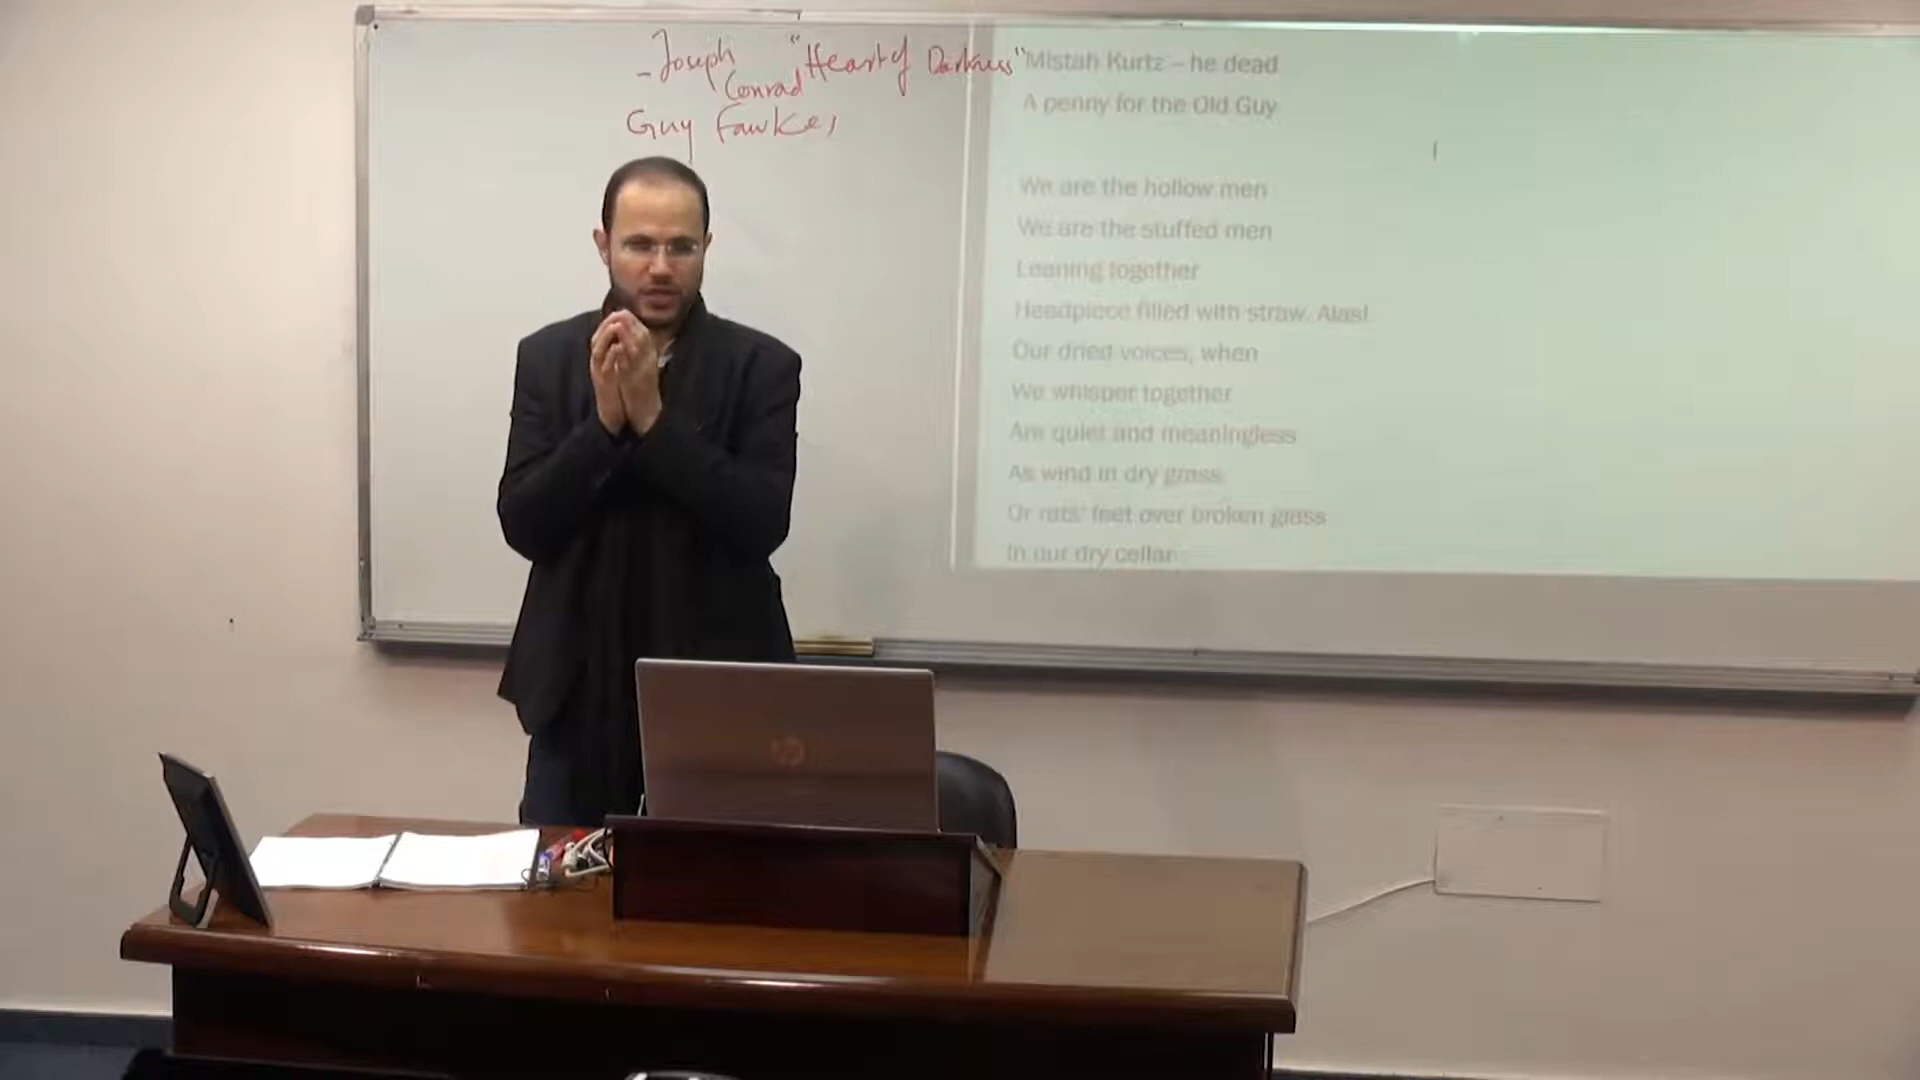 - Joseph Conrad "Heart of Darkness"
Guy Fawkes
Mistah Kurtz – he dead
A penny for the Old Guy
I
We are the hollow men
We are the stuffed men
Leaning together
Headpiece filled with straw. Alas!
Our dried voices, when
We whisper together
Are quiet and meaningless
As wind in dry grass
Or rats' feet over broken glass
In our dry cellar
hp